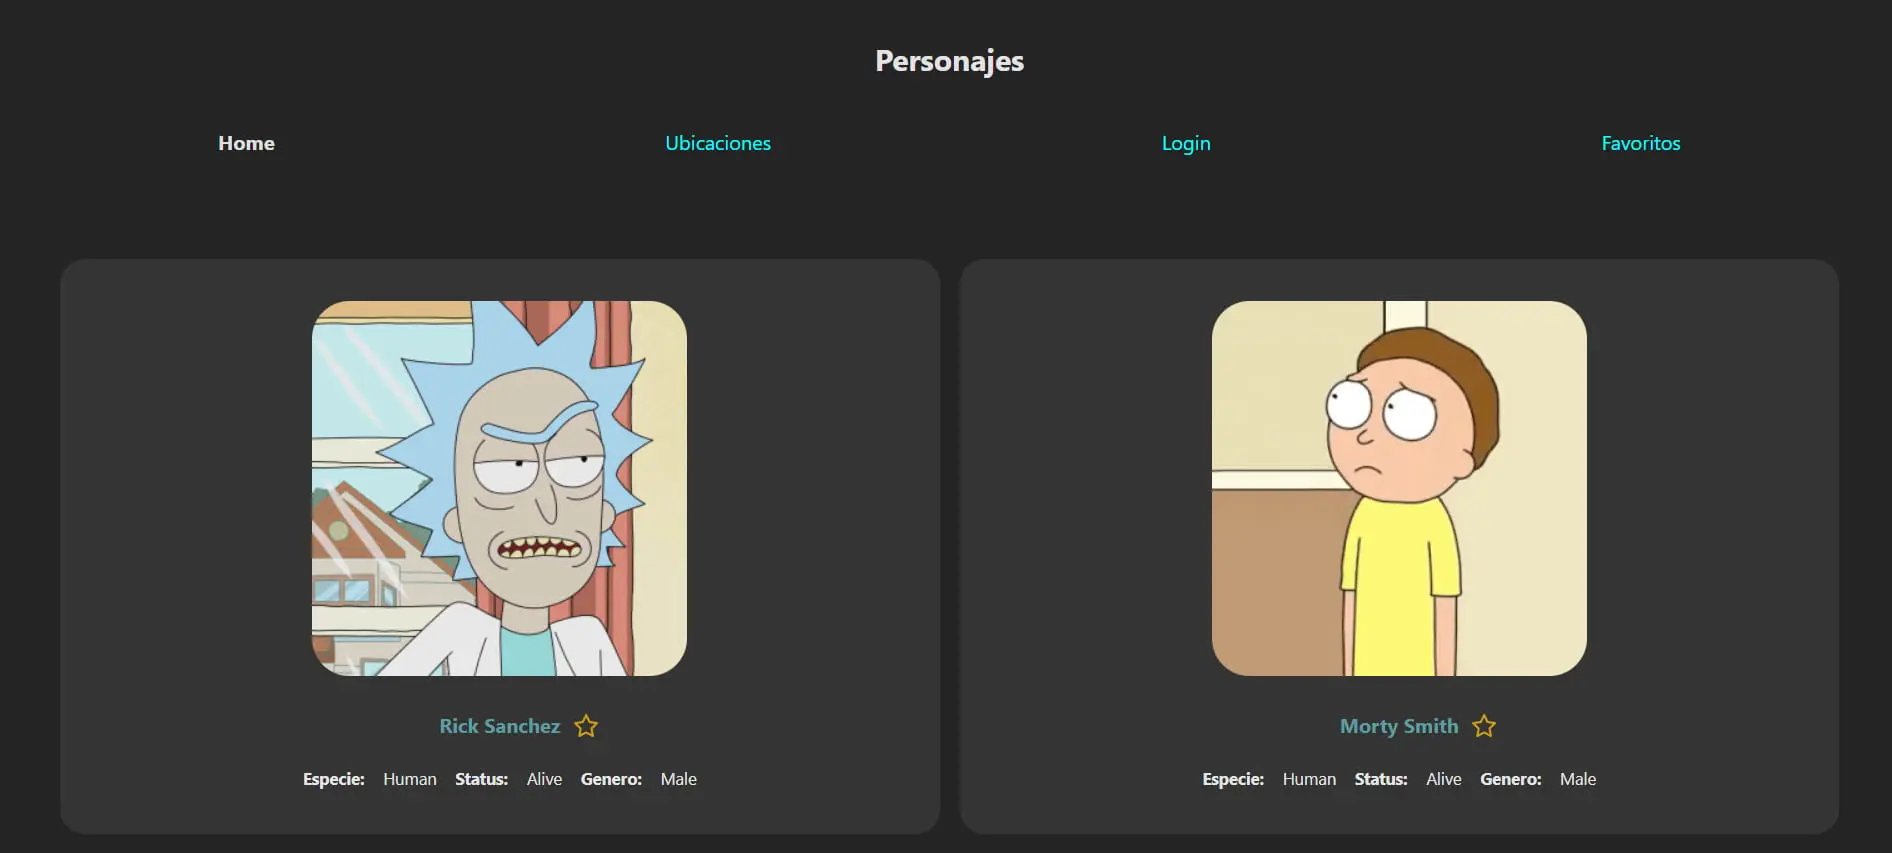 Personajes
Home Ubicaciones Login Favoritos
Rick Sanchez
Especie: Human Status: Alive Genero: Male
Morty Smith
Especie: Human Status: Alive Genero: Male